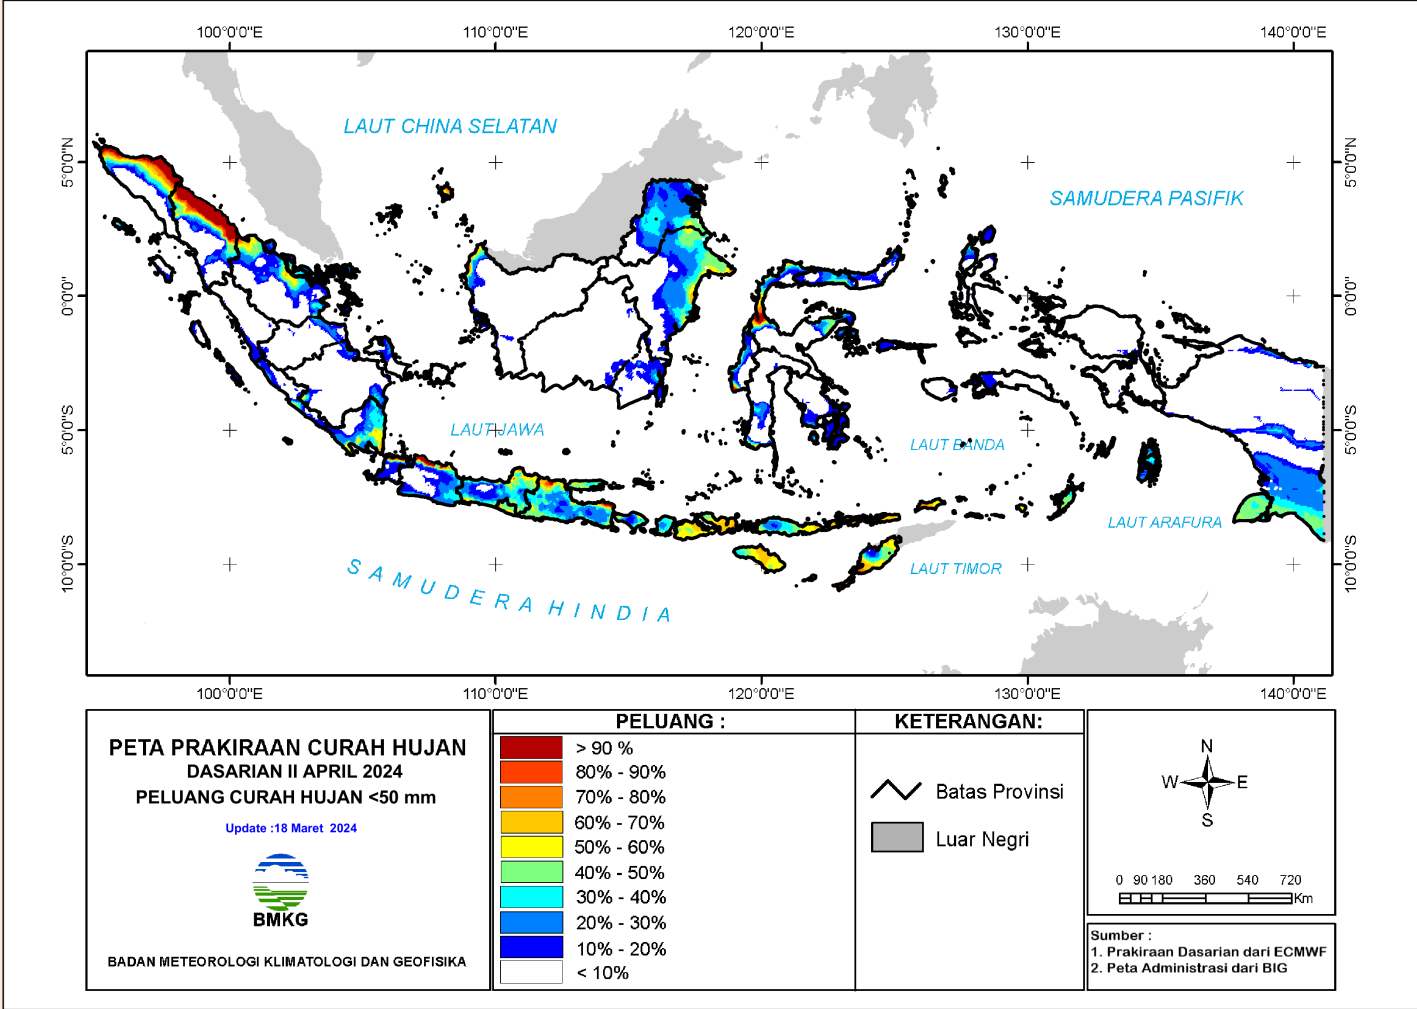 100°0'0"E 110°0'0"E 120°0'0"E 130°0'0"E 140°0'0"E
5°0'0"N
0°0'0"
5°0'0"S
10°0'0"S
LAUT CHINA SELATAN
SAMUDERA PASIFIK
LAUT JAWA
LAUT BANDA
LAUT ARAFURA
LAUT TIMOR
SAMUDERA HINDIA
5°0'0"N
0°0'0"
5°0'0"S
10°0'0"S
100°0'0"E 110°0'0"E 120°0'0"E 130°0'0"E 140°0'0"E
PETA PRAKIRAAN CURAH HUJAN
DASARIAN II APRIL 2024
PELUANG CURAH HUJAN <50 mm
Update :18 Maret 2024
BMKG
BADAN METEOROLOGI KLIMATOLOGI DAN GEOFISIKA
PELUANG :
> 90 %
80% - 90%
70% - 80%
60% - 70%
50% - 60%
40% - 50%
30% - 40%
20% - 30%
10% - 20%
< 10%
KETERANGAN:
Batas Provinsi
Luar Negri
N
W E
S
0 90 180 360 540 720
Km
Sumber :
1. Prakiraan Dasarian dari ECMWF
2. Peta Administrasi dari BIG